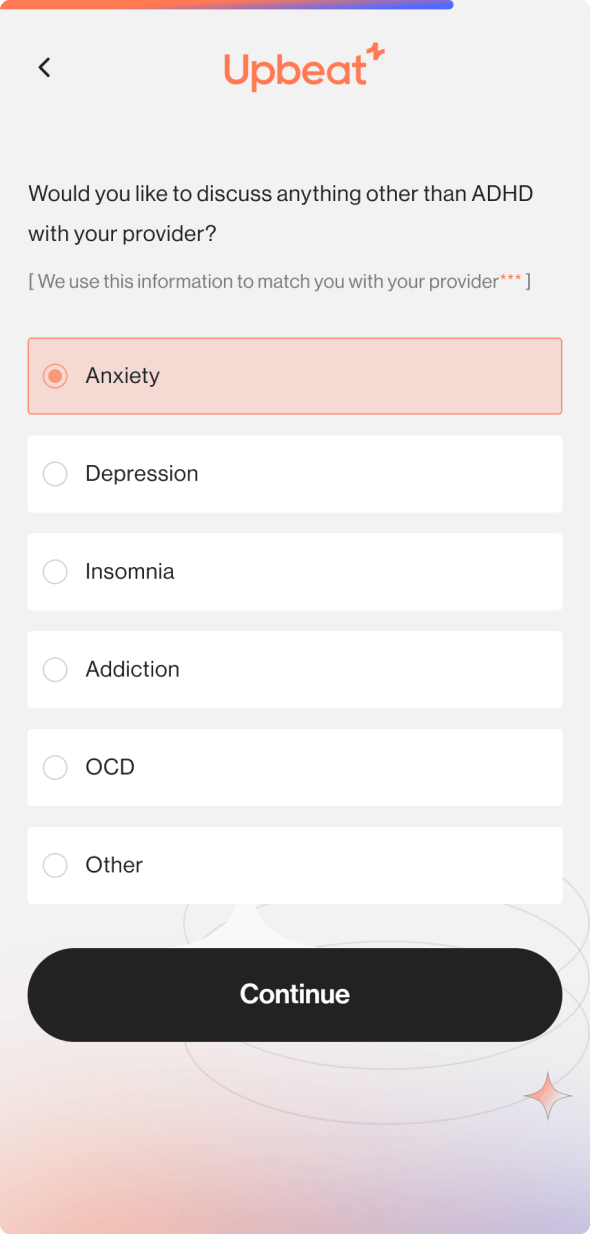 Upbeat+
Would you like to discuss anything other than ADHD
with your provider?
[ We use this information to match you with your provider*** ]
Anxiety
Depression
Insomnia
Addiction
OCD
Other
Continue